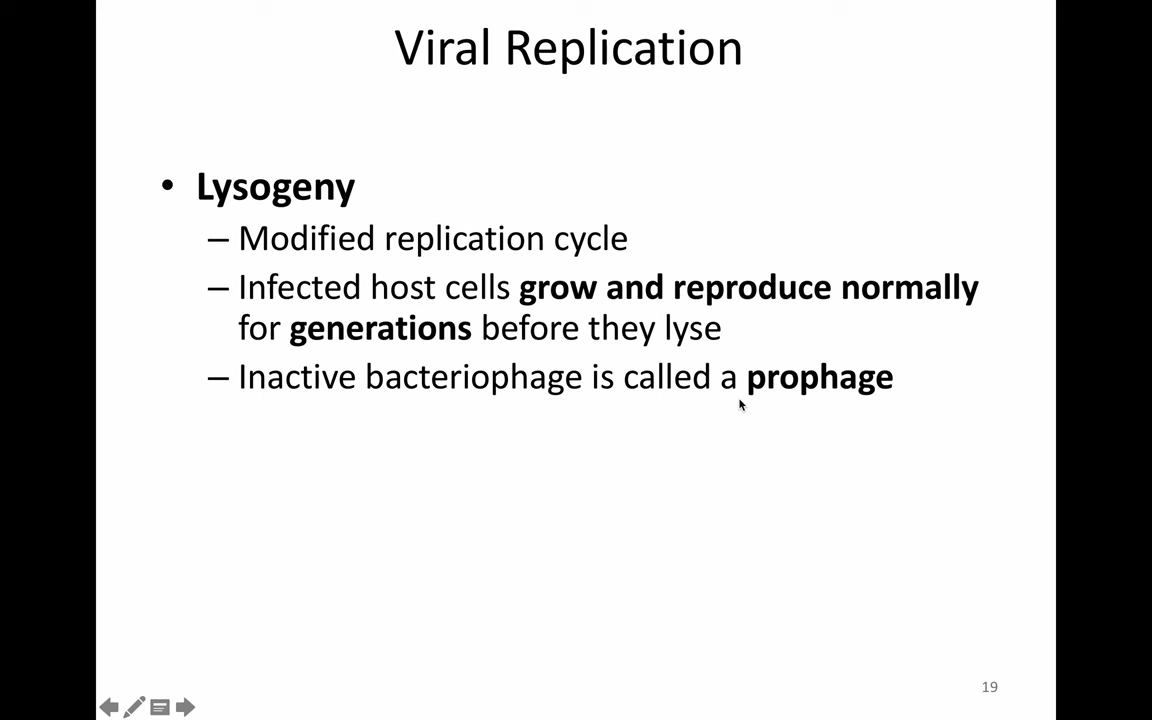 Viral Replication
• Lysogeny
– Modified replication cycle
– Infected host cells grow and reproduce normally
for generations before they lyse
– Inactive bacteriophage is called a prophage
19